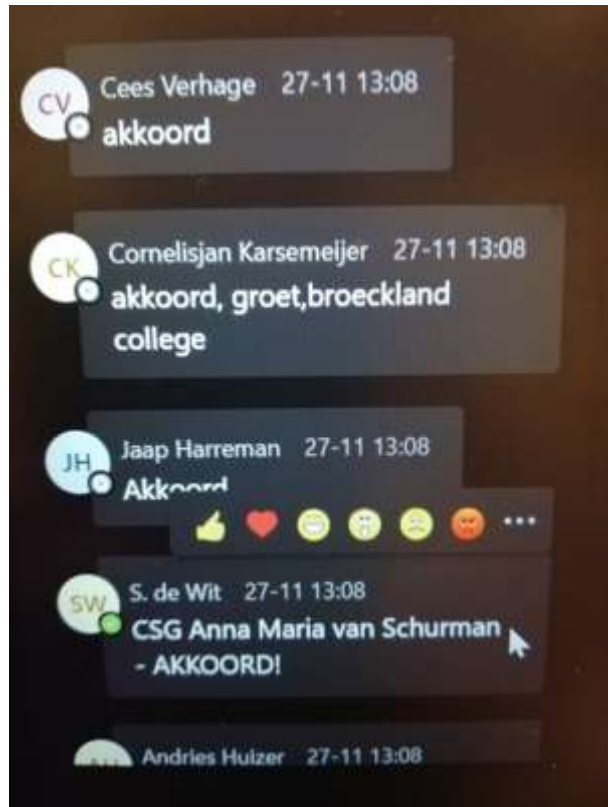 CV
Cees Verhage 27-11 13:08
akkoord
CK
Cornelisjan Karsemeijer 27-11 13:08
akkoord, groet,broeckland
college
JH
Jaap Harreman 27-11 13:08
Akkoord
SW
S. de Wit 27-11 13:08
CSG Anna Maria van Schurman
- AKKOORD!
Andries Huizer 27-11 13:08